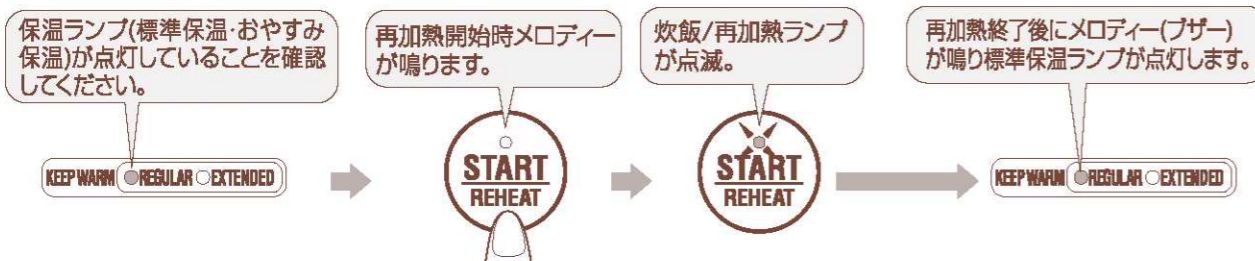 保温ランプ(標準保温·おやすみ
保温)が点灯していることを確認
してください。
KEEP WARM REGULAR EXTENDED
再加熱開始時メロディー
が鳴ります。
START
REHEAT
炊飯/再加熱ランプ
が点滅。
START
REHEAT
再加熱終了後にメロディー(ブザー)
が鳴り標準保温ランプが点灯します。
KEEP WARM REGULAR EXTENDED